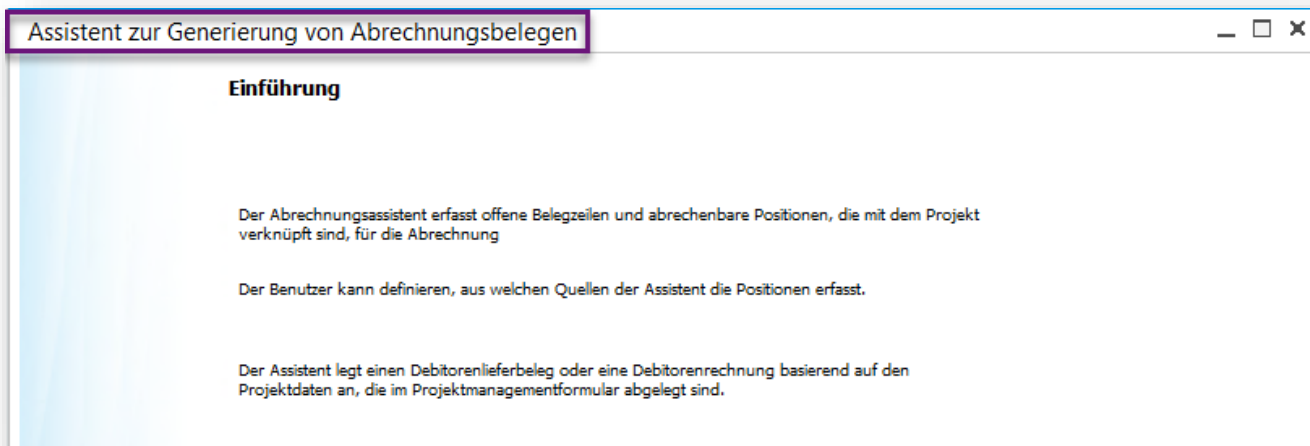 Assistent zur Generierung von Abrechnungsbelegen
Einführung
Der Abrechnungsassistent erfasst offene Belegzeilen und abrechenbare Positionen, die mit dem Projekt
verknüpft sind, für die Abrechnung
Der Benutzer kann definieren, aus welchen Quellen der Assistent die Positionen erfasst.
Der Assistent legt einen Debitorenlieferbeleg oder eine Debitorenrechnung basierend auf den
Projektdaten an, die im Projektmanagementformular abgelegt sind.